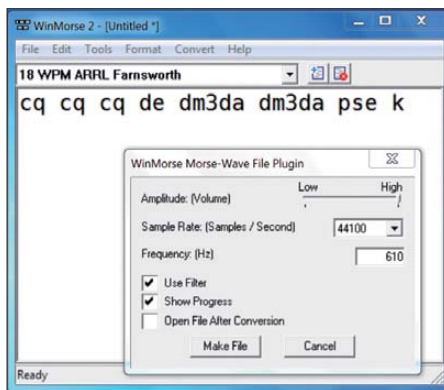 WinMorse 2 - [Untitled *]
File Edit Tools Format Convert Help
18 WPM ARRL Farnsworth
cq cq cq de dm3da dm3da pse k
WinMorse Morse-Wave File Plugin
Low High
Amplitude: (Volume)
Sample Rate: (Samples / Second) 44100
Frequency: (Hz) 610
Use Filter
Show Progress
Open File After Conversion
Make File Cancel
Ready